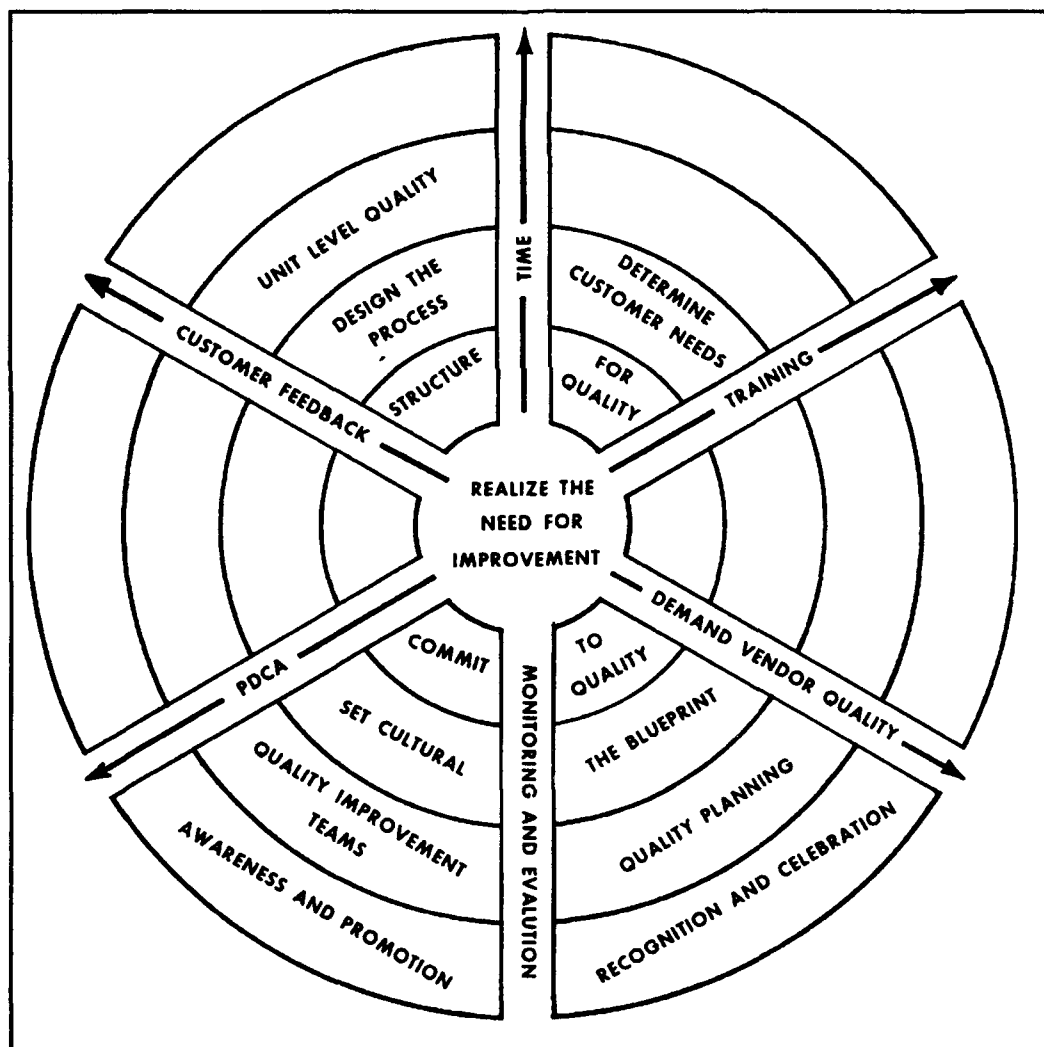 UNIT LEVEL QUALITY
DESIGN THE
PROCESS
STRUCTURE
TIME
DETERMINE
CUSTOMER NEEDS
FOR
QUALITY
CUSTOMER FEEDBACK
TRAINING
REALIZE THE
NEED FOR
IMPROVEMENT
PDCA
DEMAND VENDOR QUALITY
COMMIT
TO
QUALITY
SET CULTURAL
THE BLUEPRINT
QUALITY IMPROVEMENT
TEAMS
QUALITY PLANNING
AWARENESS AND PROMOTION
RECOGNITION AND CELEBRATION
MONITORING AND EVALUTION